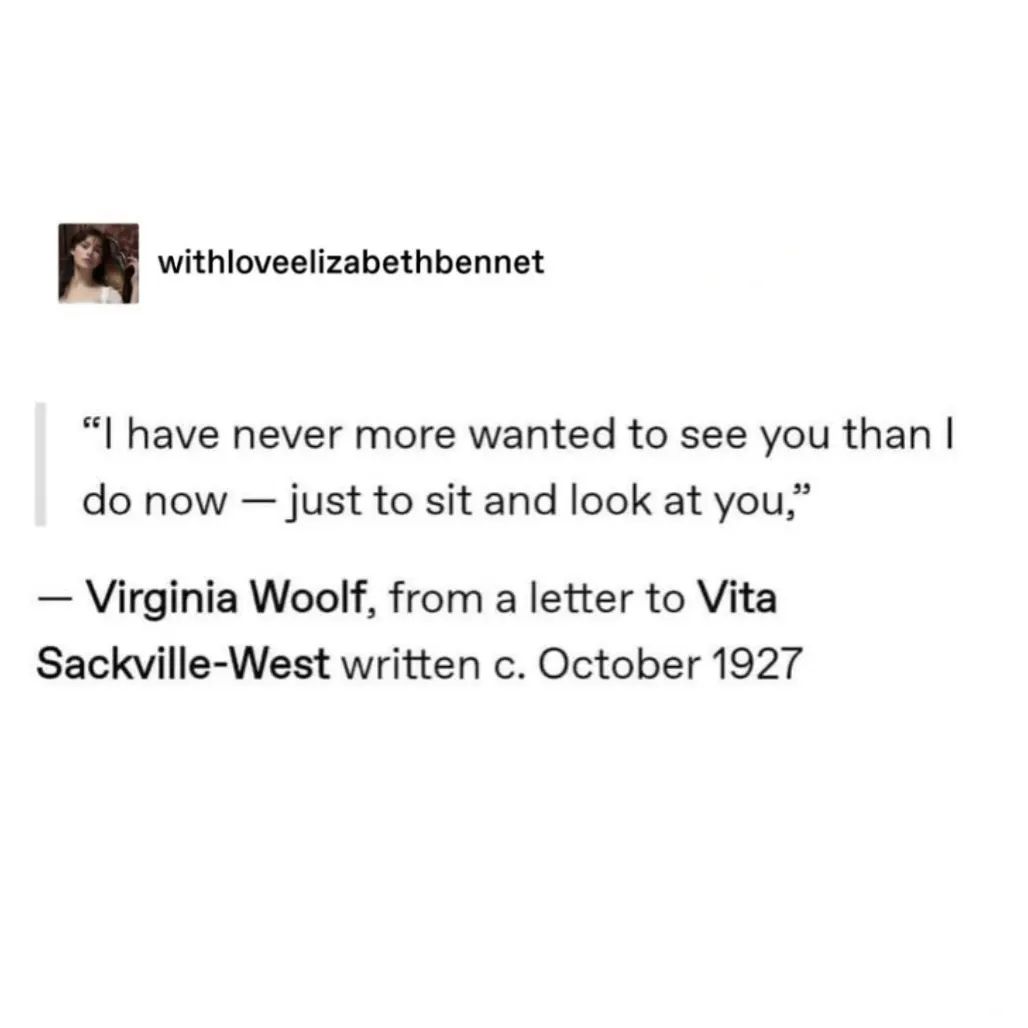 withloveelizabethbennet
“I have never more wanted to see you than I
do now — just to sit and look at you,”
— Virginia Woolf, from a letter to Vita
Sackville-West written c. October 1927